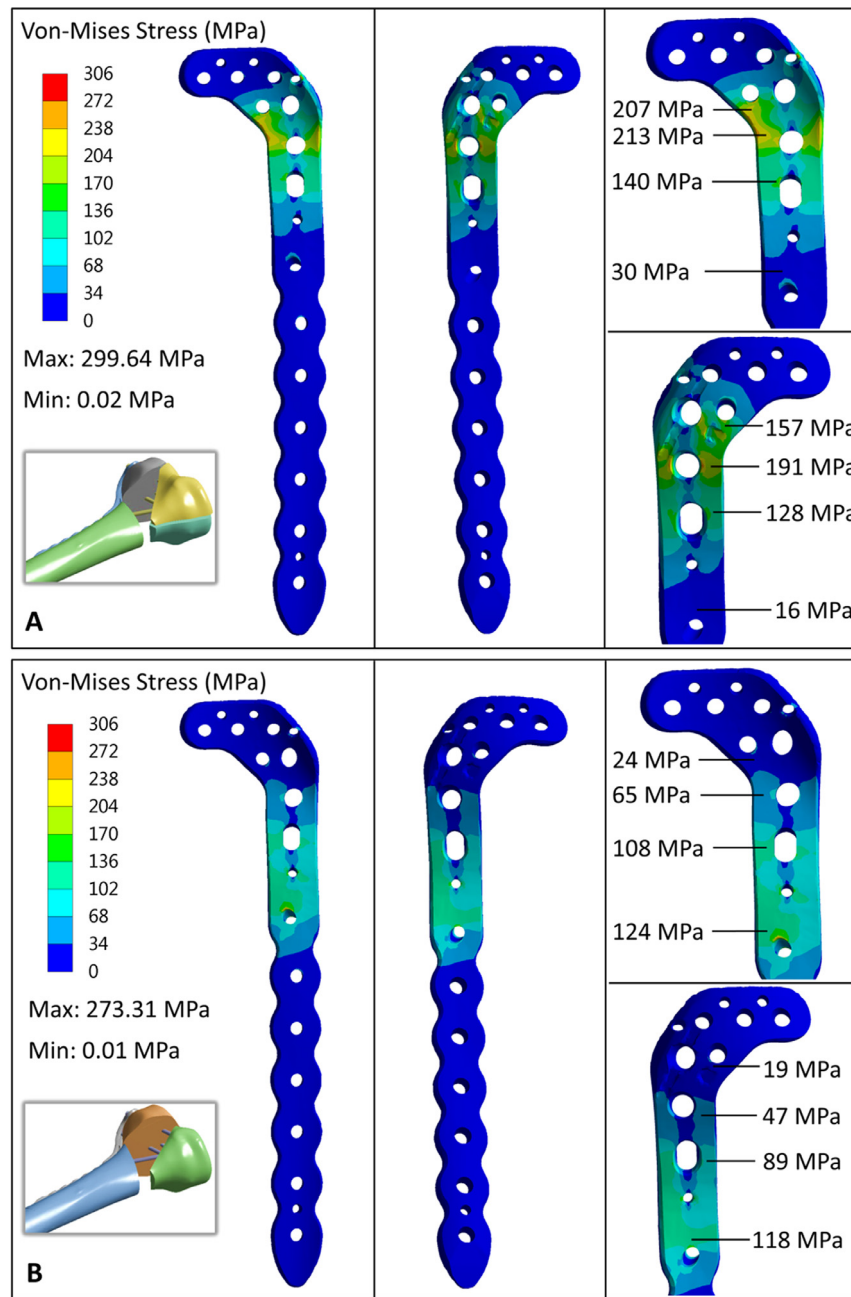 Von-Mises Stress (MPa)
306
272
238
204
170
136
102
68
34
0
Max: 299.64 MPa
Min: 0.02 MPa
A
207 MPa
213 MPa
140 MPa
30 MPa
157 MPa
191 MPa
128 MPa
16 MPa
Von-Mises Stress (MPa)
306
272
238
204
170
136
102
68
34
0
Max: 273.31 MPa
Min: 0.01 MPa
B
24 MPa
65 MPa
108 MPa
124 MPa
19 MPa
47 MPa
89 MPa
118 MPa